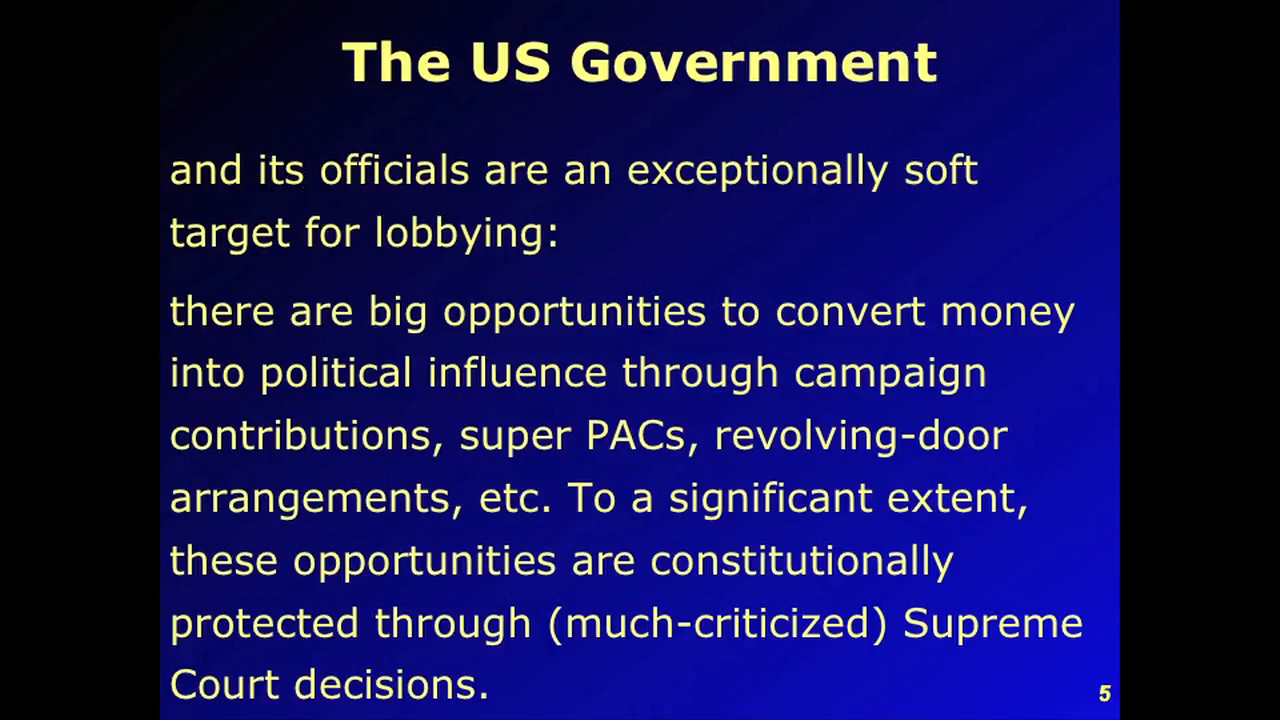 The US Government
and its officials are an exceptionally soft
target for lobbying:
there are big opportunities to convert money
into political influence through campaign
contributions, super PACs, revolving-door
arrangements, etc. To a significant extent,
these opportunities are constitutionally
protected through (much-criticized) Supreme
Court decisions.
5